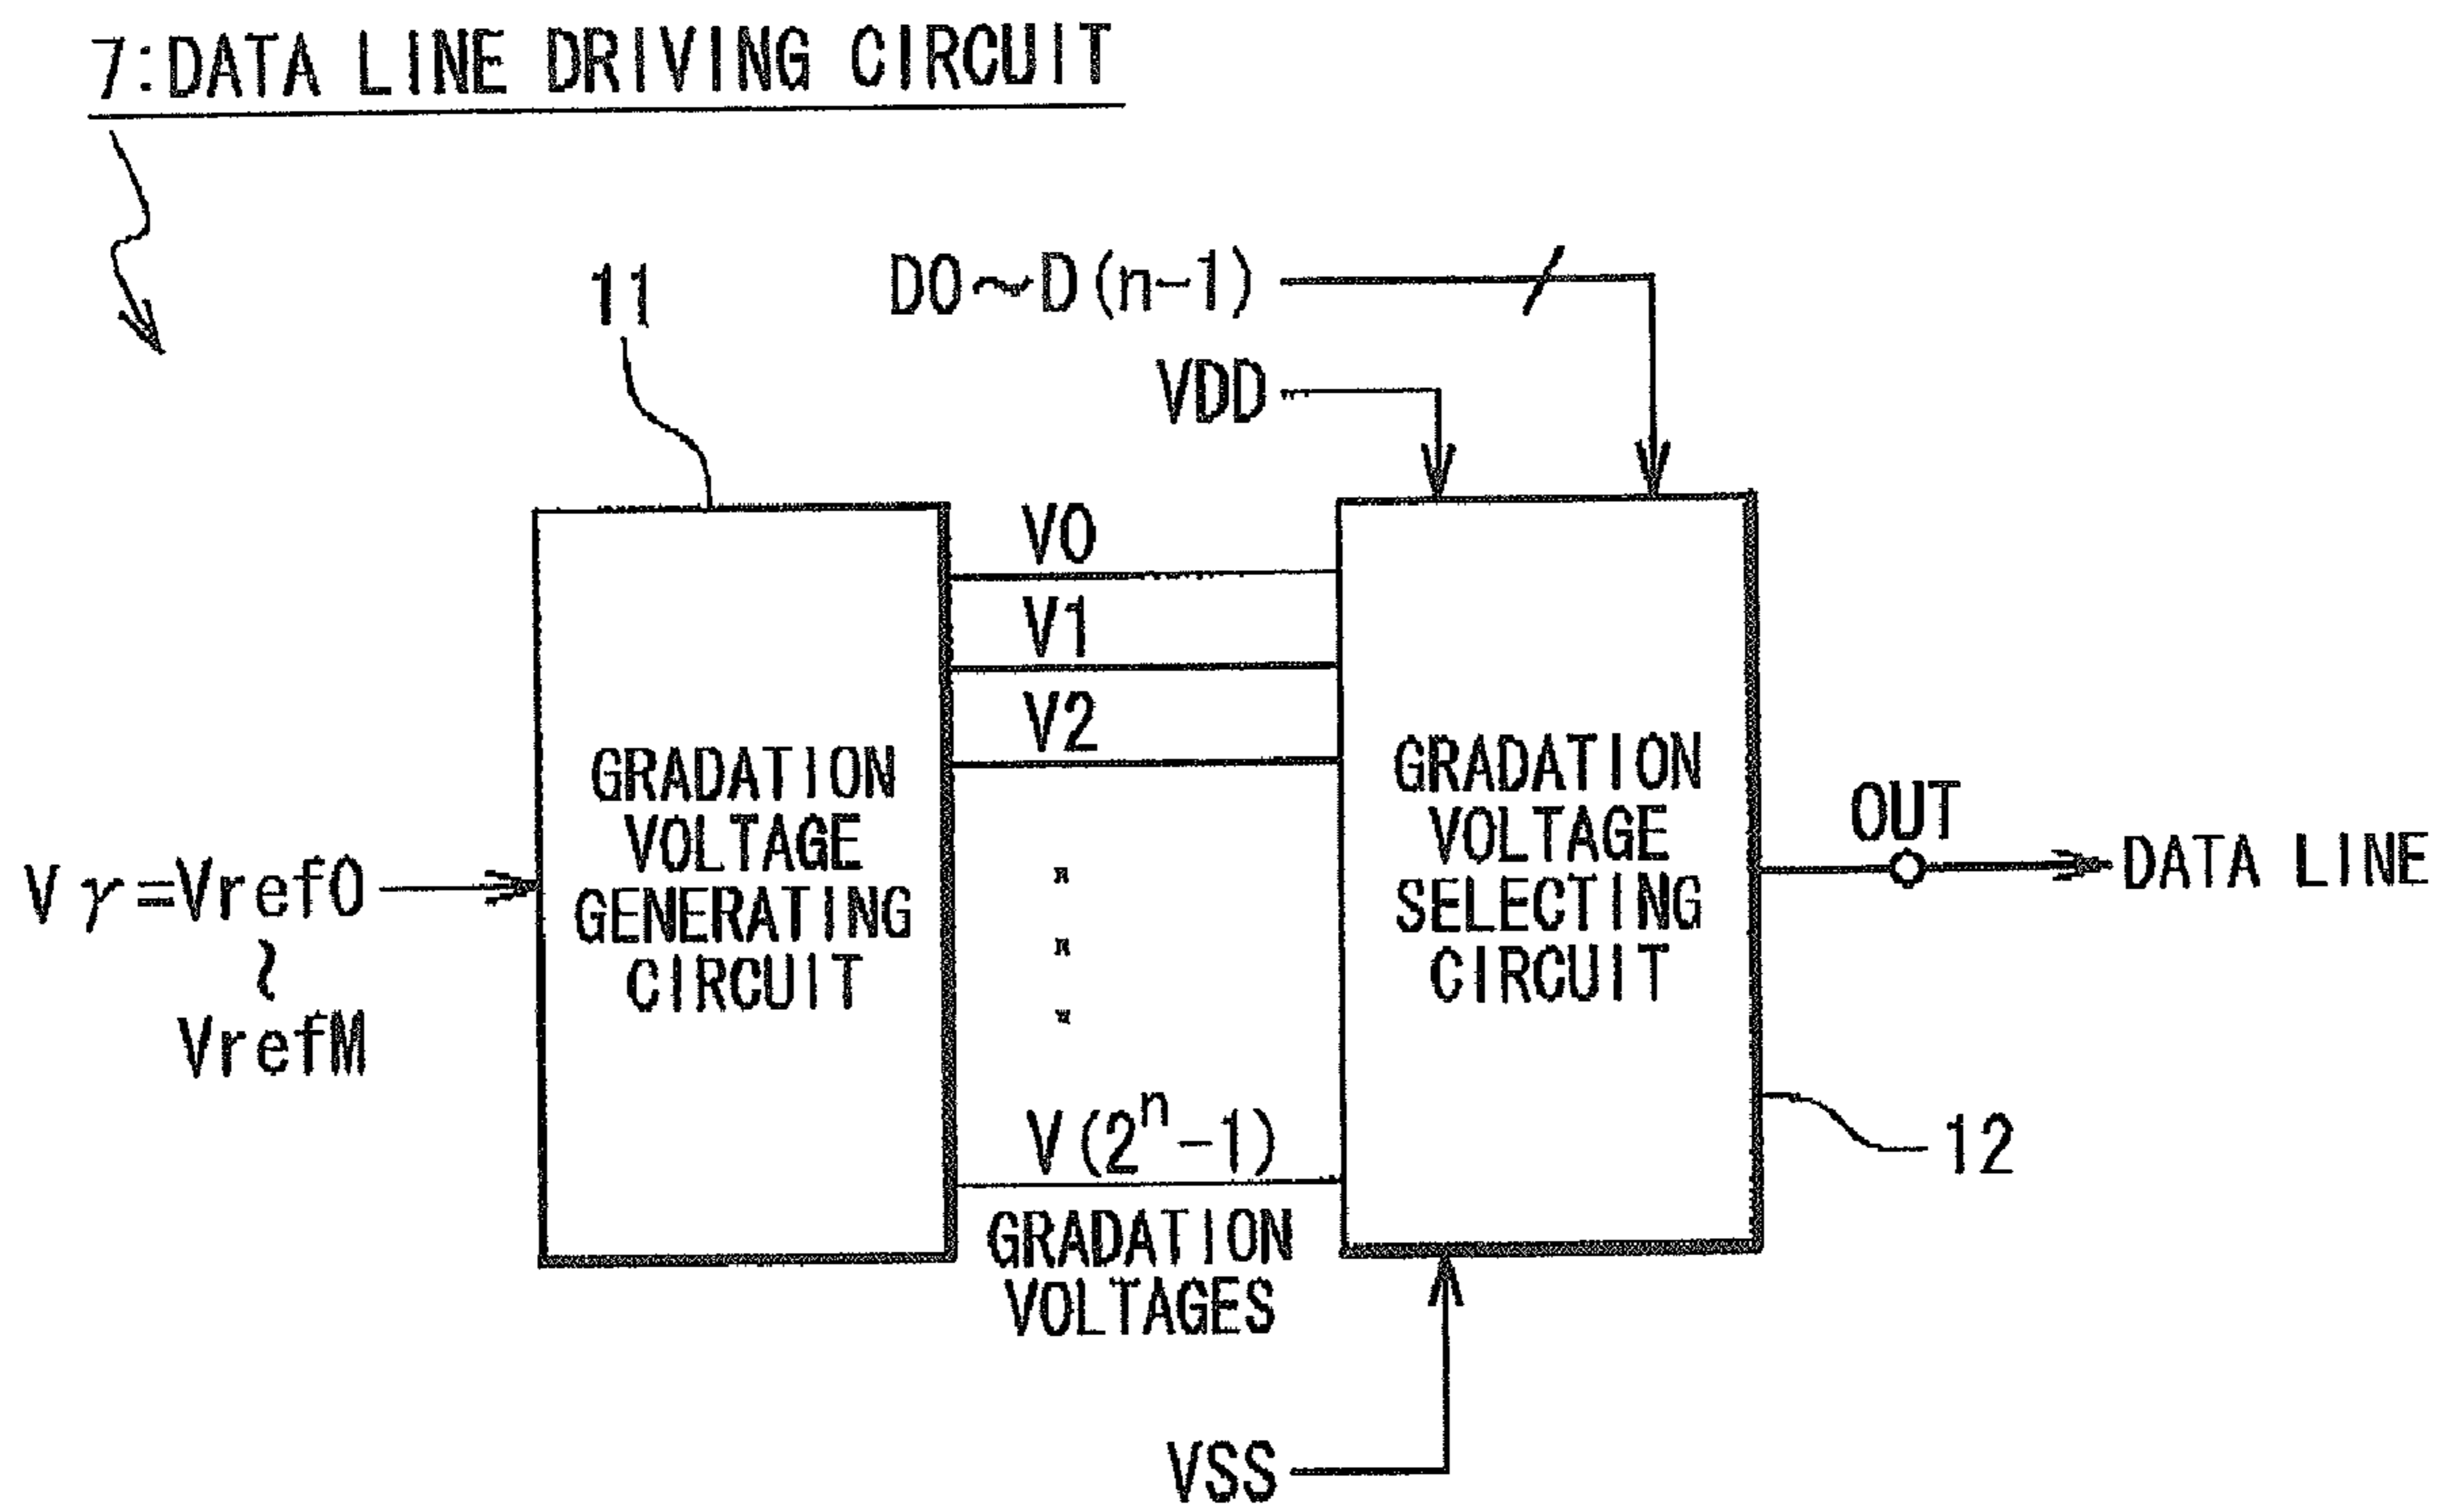 7:DATA LINE DRIVING CIRCUIT
D0~D(n-1)
11
VDD
V0
V1
V2
GRADATION
VOLTAGE
GENERATING
CIRCUIT
GRADATION
VOLTAGE
SELECTING
CIRCUIT
OUT
DATA LINE
Vγ=Vref0
~
VrefM
V(2ⁿ-1)
12
GRADATION
VOLTAGES
VSS